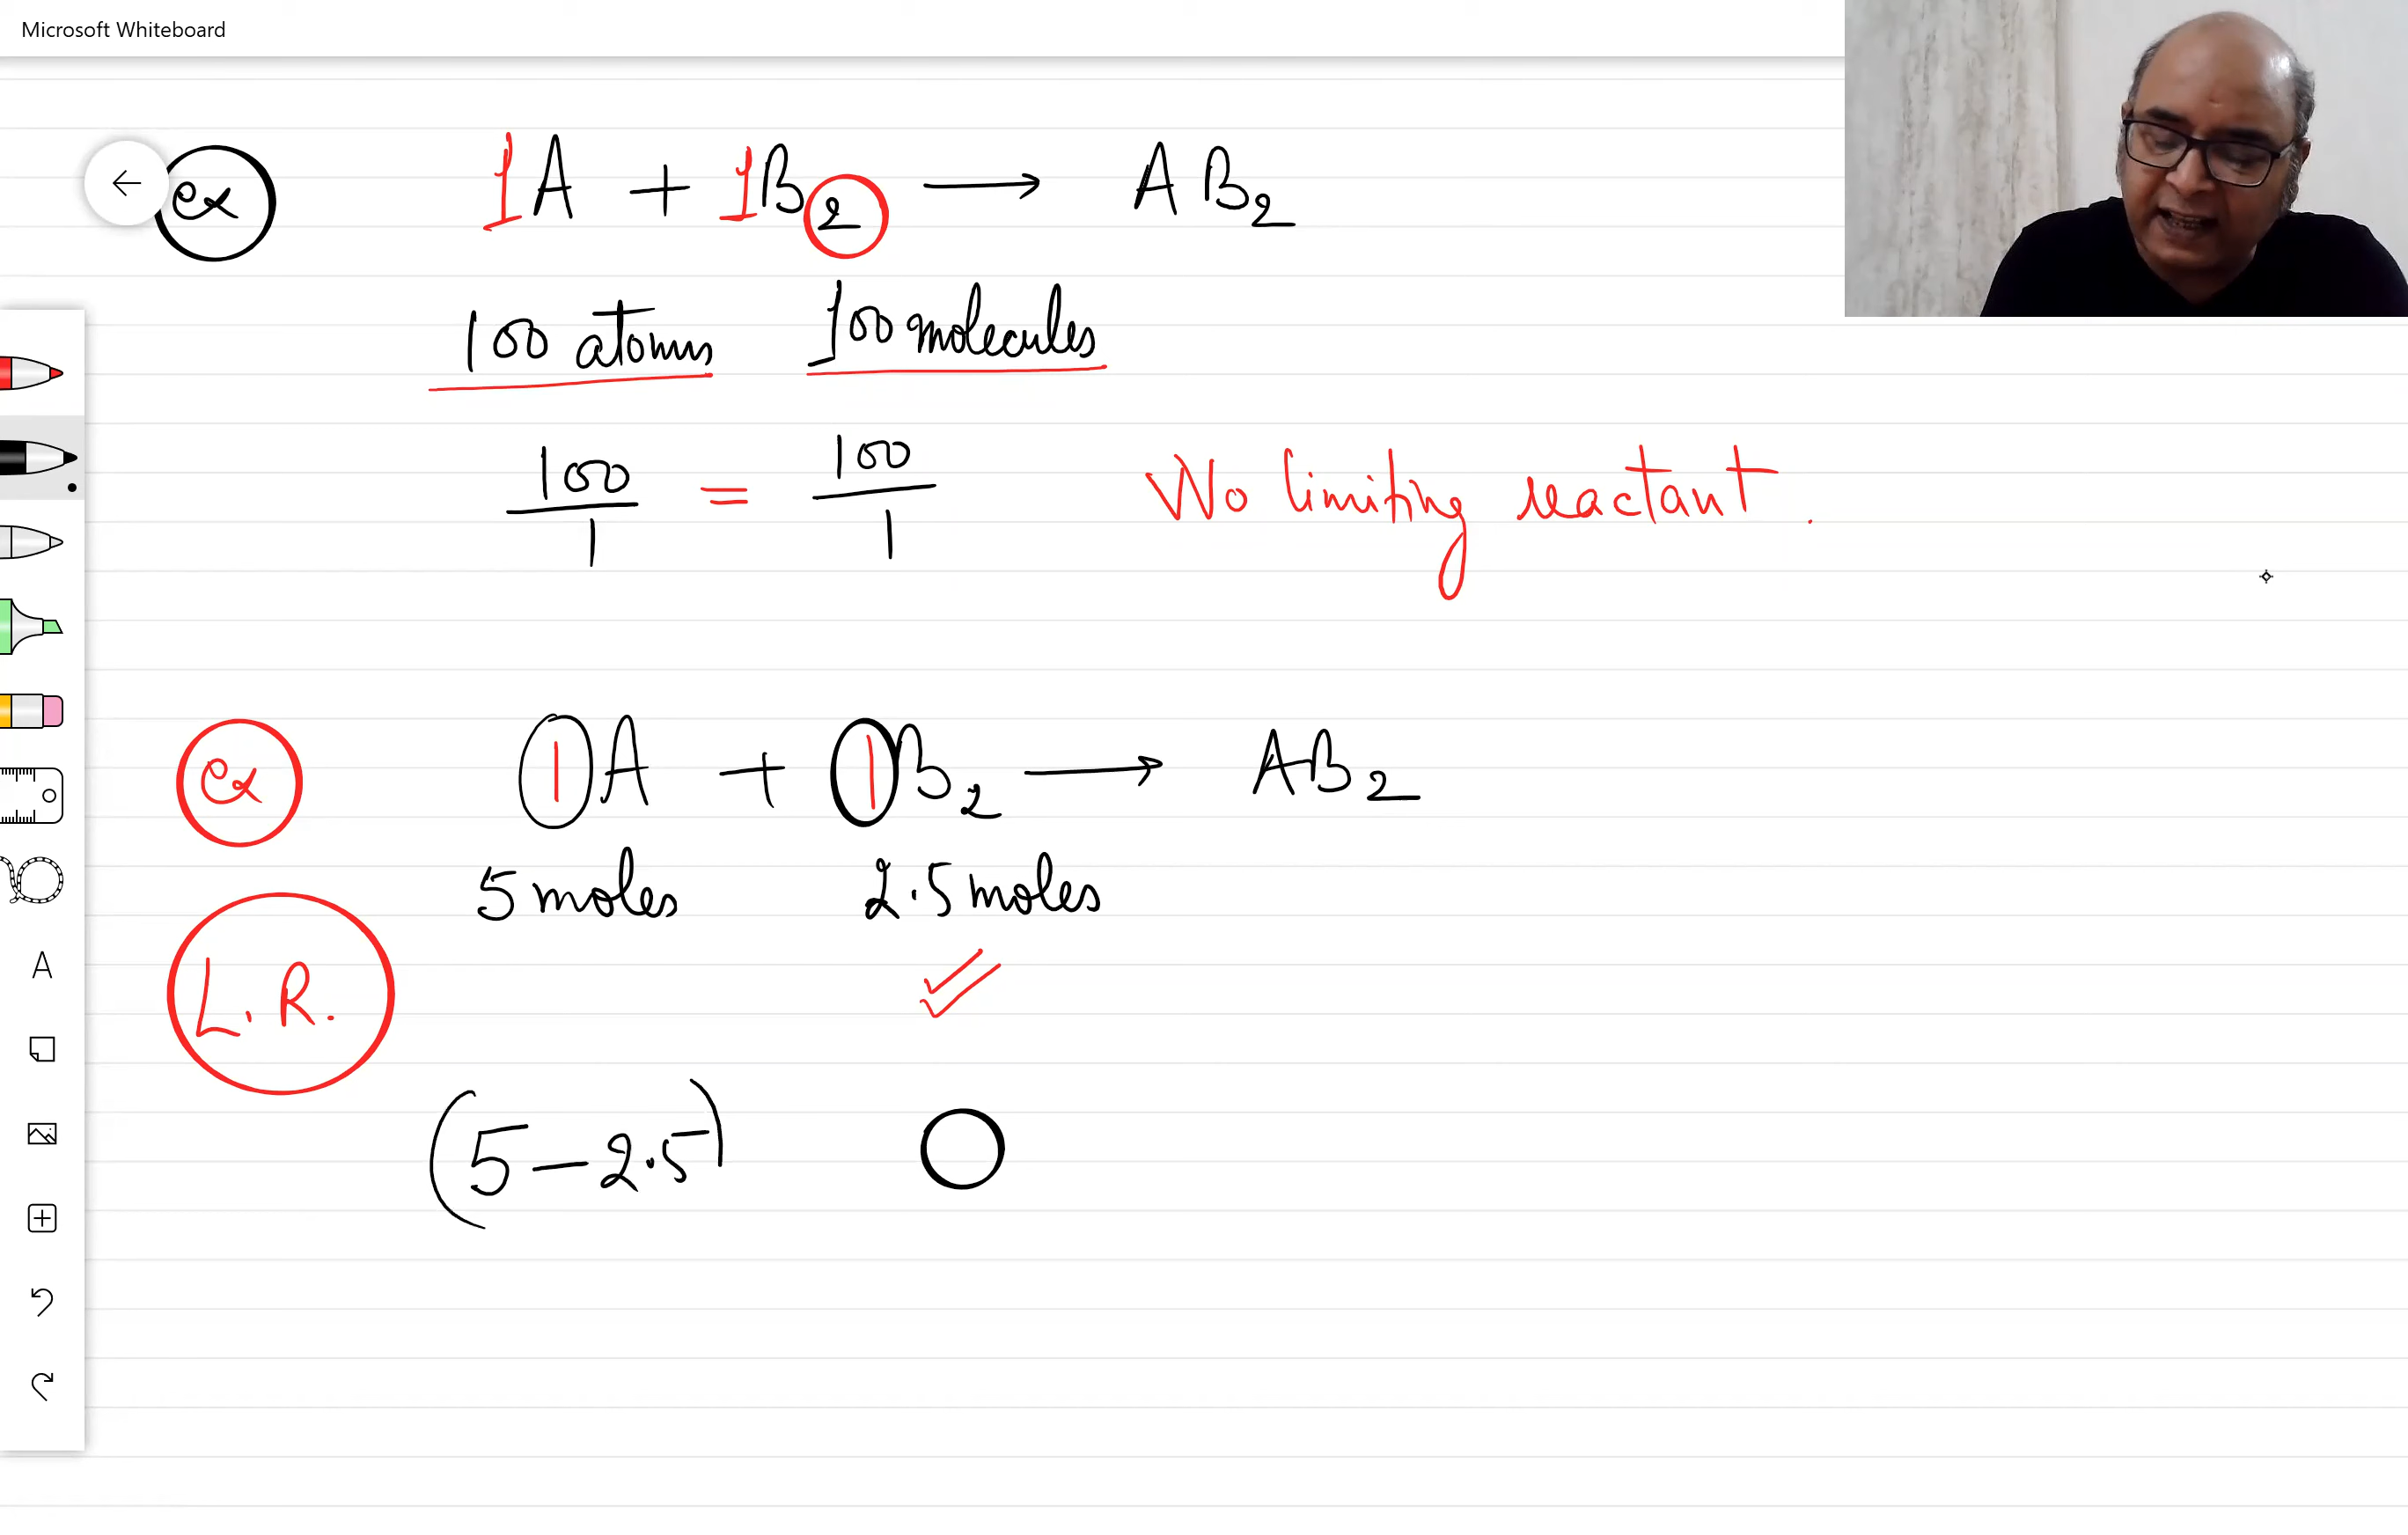 Microsoft Whiteboard
ex 1A + 1B₂ ⟶ AB₂
100 atoms 100 molecules
100/1 = 100/1 No limiting reactant.
ex 1A + 1B₂ ⟶ AB₂
5 moles 2.5 moles
L.R. ✓✓
(5 – 2.5) 0
A